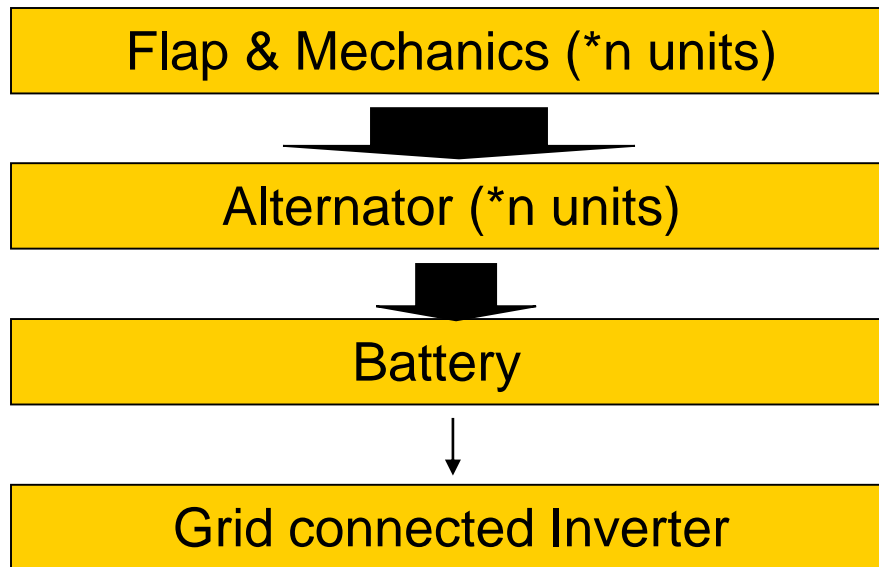 Flap & Mechanics (*n units)
Alternator (*n units)
Battery
Grid connected Inverter